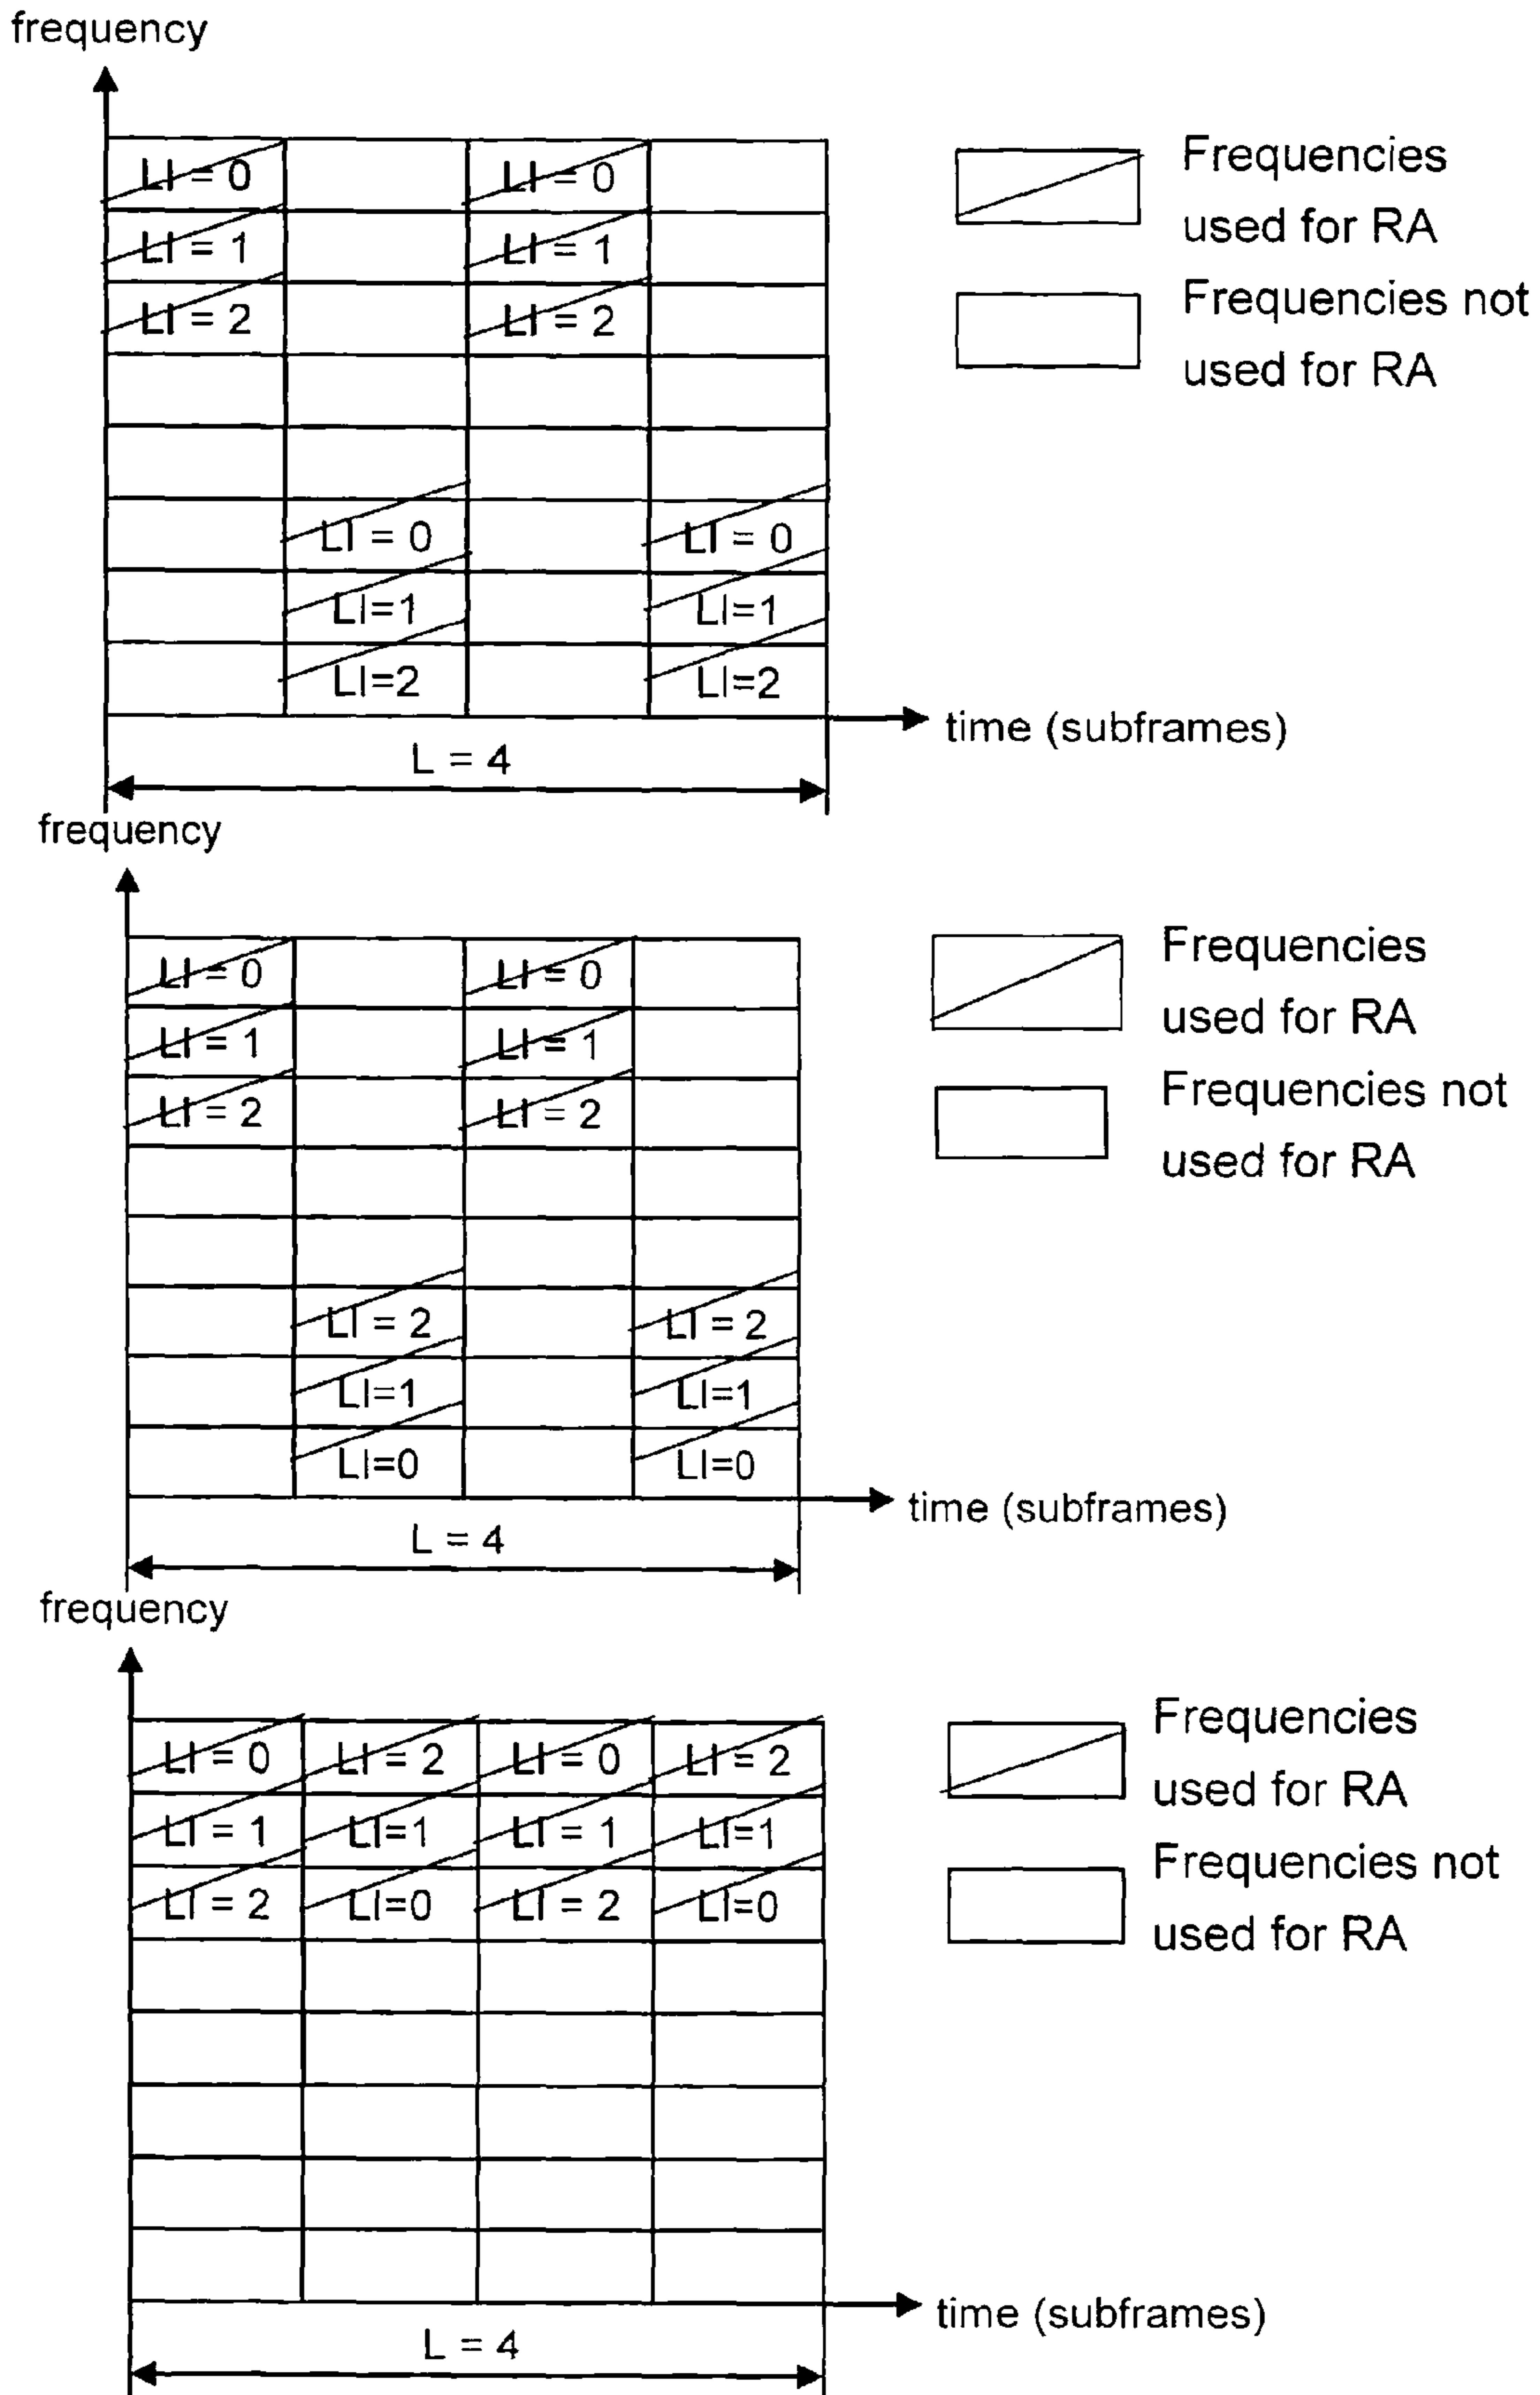 frequency
LI = 0 LI = 0
LI = 1 LI = 1
LI = 2 LI = 2
LI = 0 LI = 0
LI=1 LI=1
LI=2 LI=2
time (subframes)
L = 4
Frequencies
used for RA
Frequencies not
used for RA
frequency
LI = 0 LI = 0
LI = 1 LI = 1
LI = 2 LI = 2
LI = 2 LI = 2
LI=1 LI=1
LI=0 LI=0
time (subframes)
L = 4
Frequencies
used for RA
Frequencies not
used for RA
frequency
LI = 0 LI = 2 LI = 0 LI = 2
LI = 1 LI=1 LI = 1 LI=1
LI = 2 LI=0 LI = 2 LI=0
time (subframes)
L = 4
Frequencies
used for RA
Frequencies not
used for RA